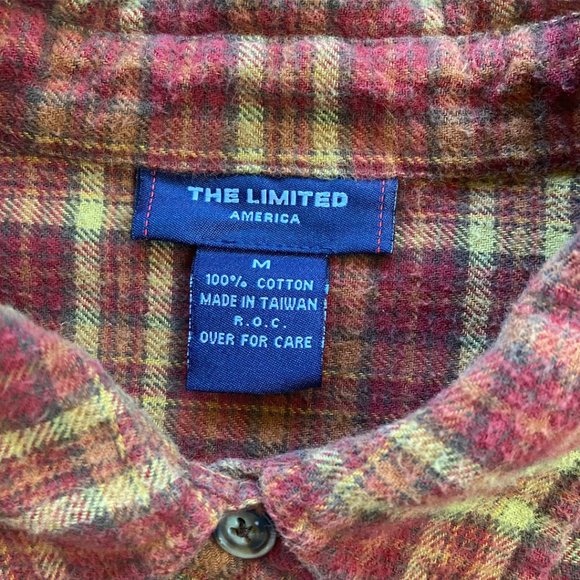 THE LIMITED
AMERICA
M
100% COTTON
MADE IN TAIWAN
R.O.C.
OVER FOR CARE